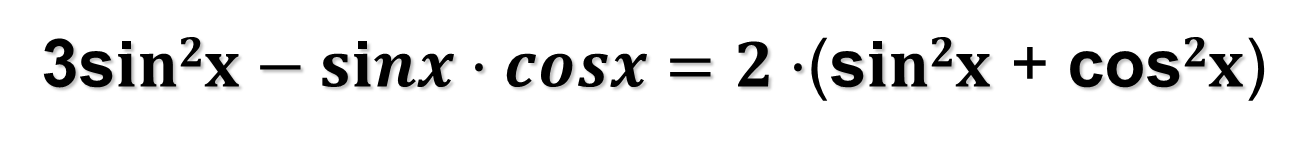 3sin²x − sinx · cosx = 2 ·(sin²x + cos²x)